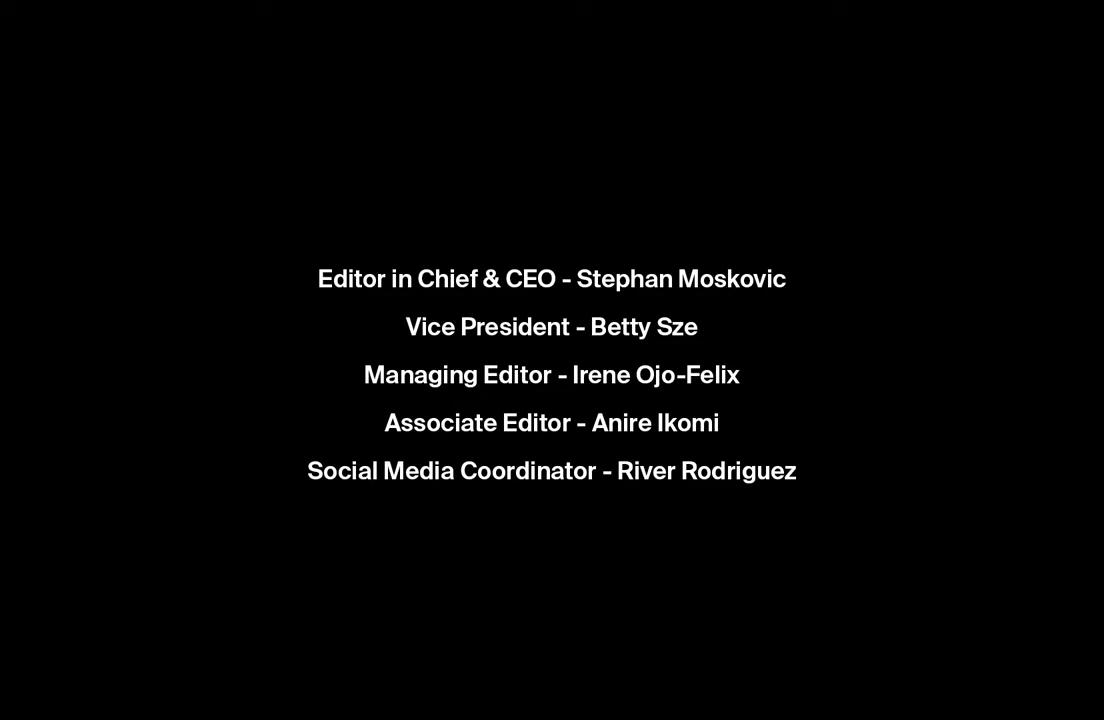 Editor in Chief & CEO - Stephan Moskovic
Vice President - Betty Sze
Managing Editor - Irene Ojo-Felix
Associate Editor - Anire Ikomi
Social Media Coordinator - River Rodriguez